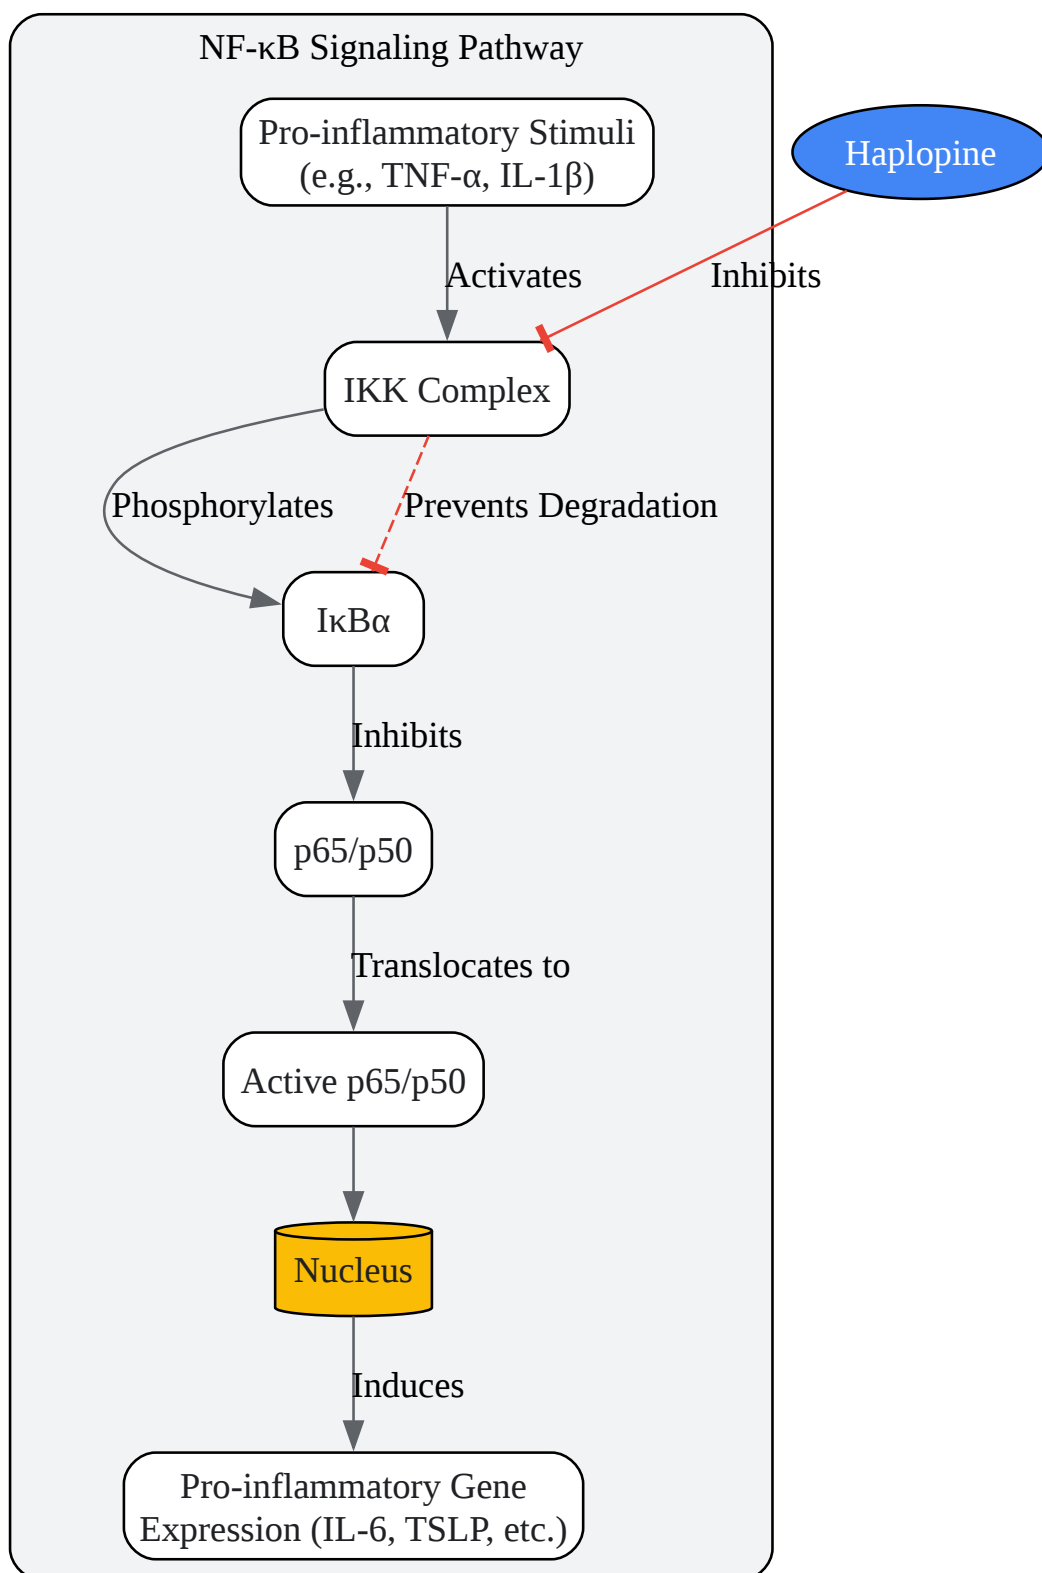 NF-κB Signaling Pathway
Pro-inflammatory Stimuli
(e.g., TNF-α, IL-1β)
Haplopine
Activates
Inhibits
IKK Complex
Phosphorylates
Prevents Degradation
IκBα
Inhibits
p65/p50
Translocates to
Active p65/p50
Nucleus
Induces
Pro-inflammatory Gene
Expression (IL-6, TSLP, etc.)